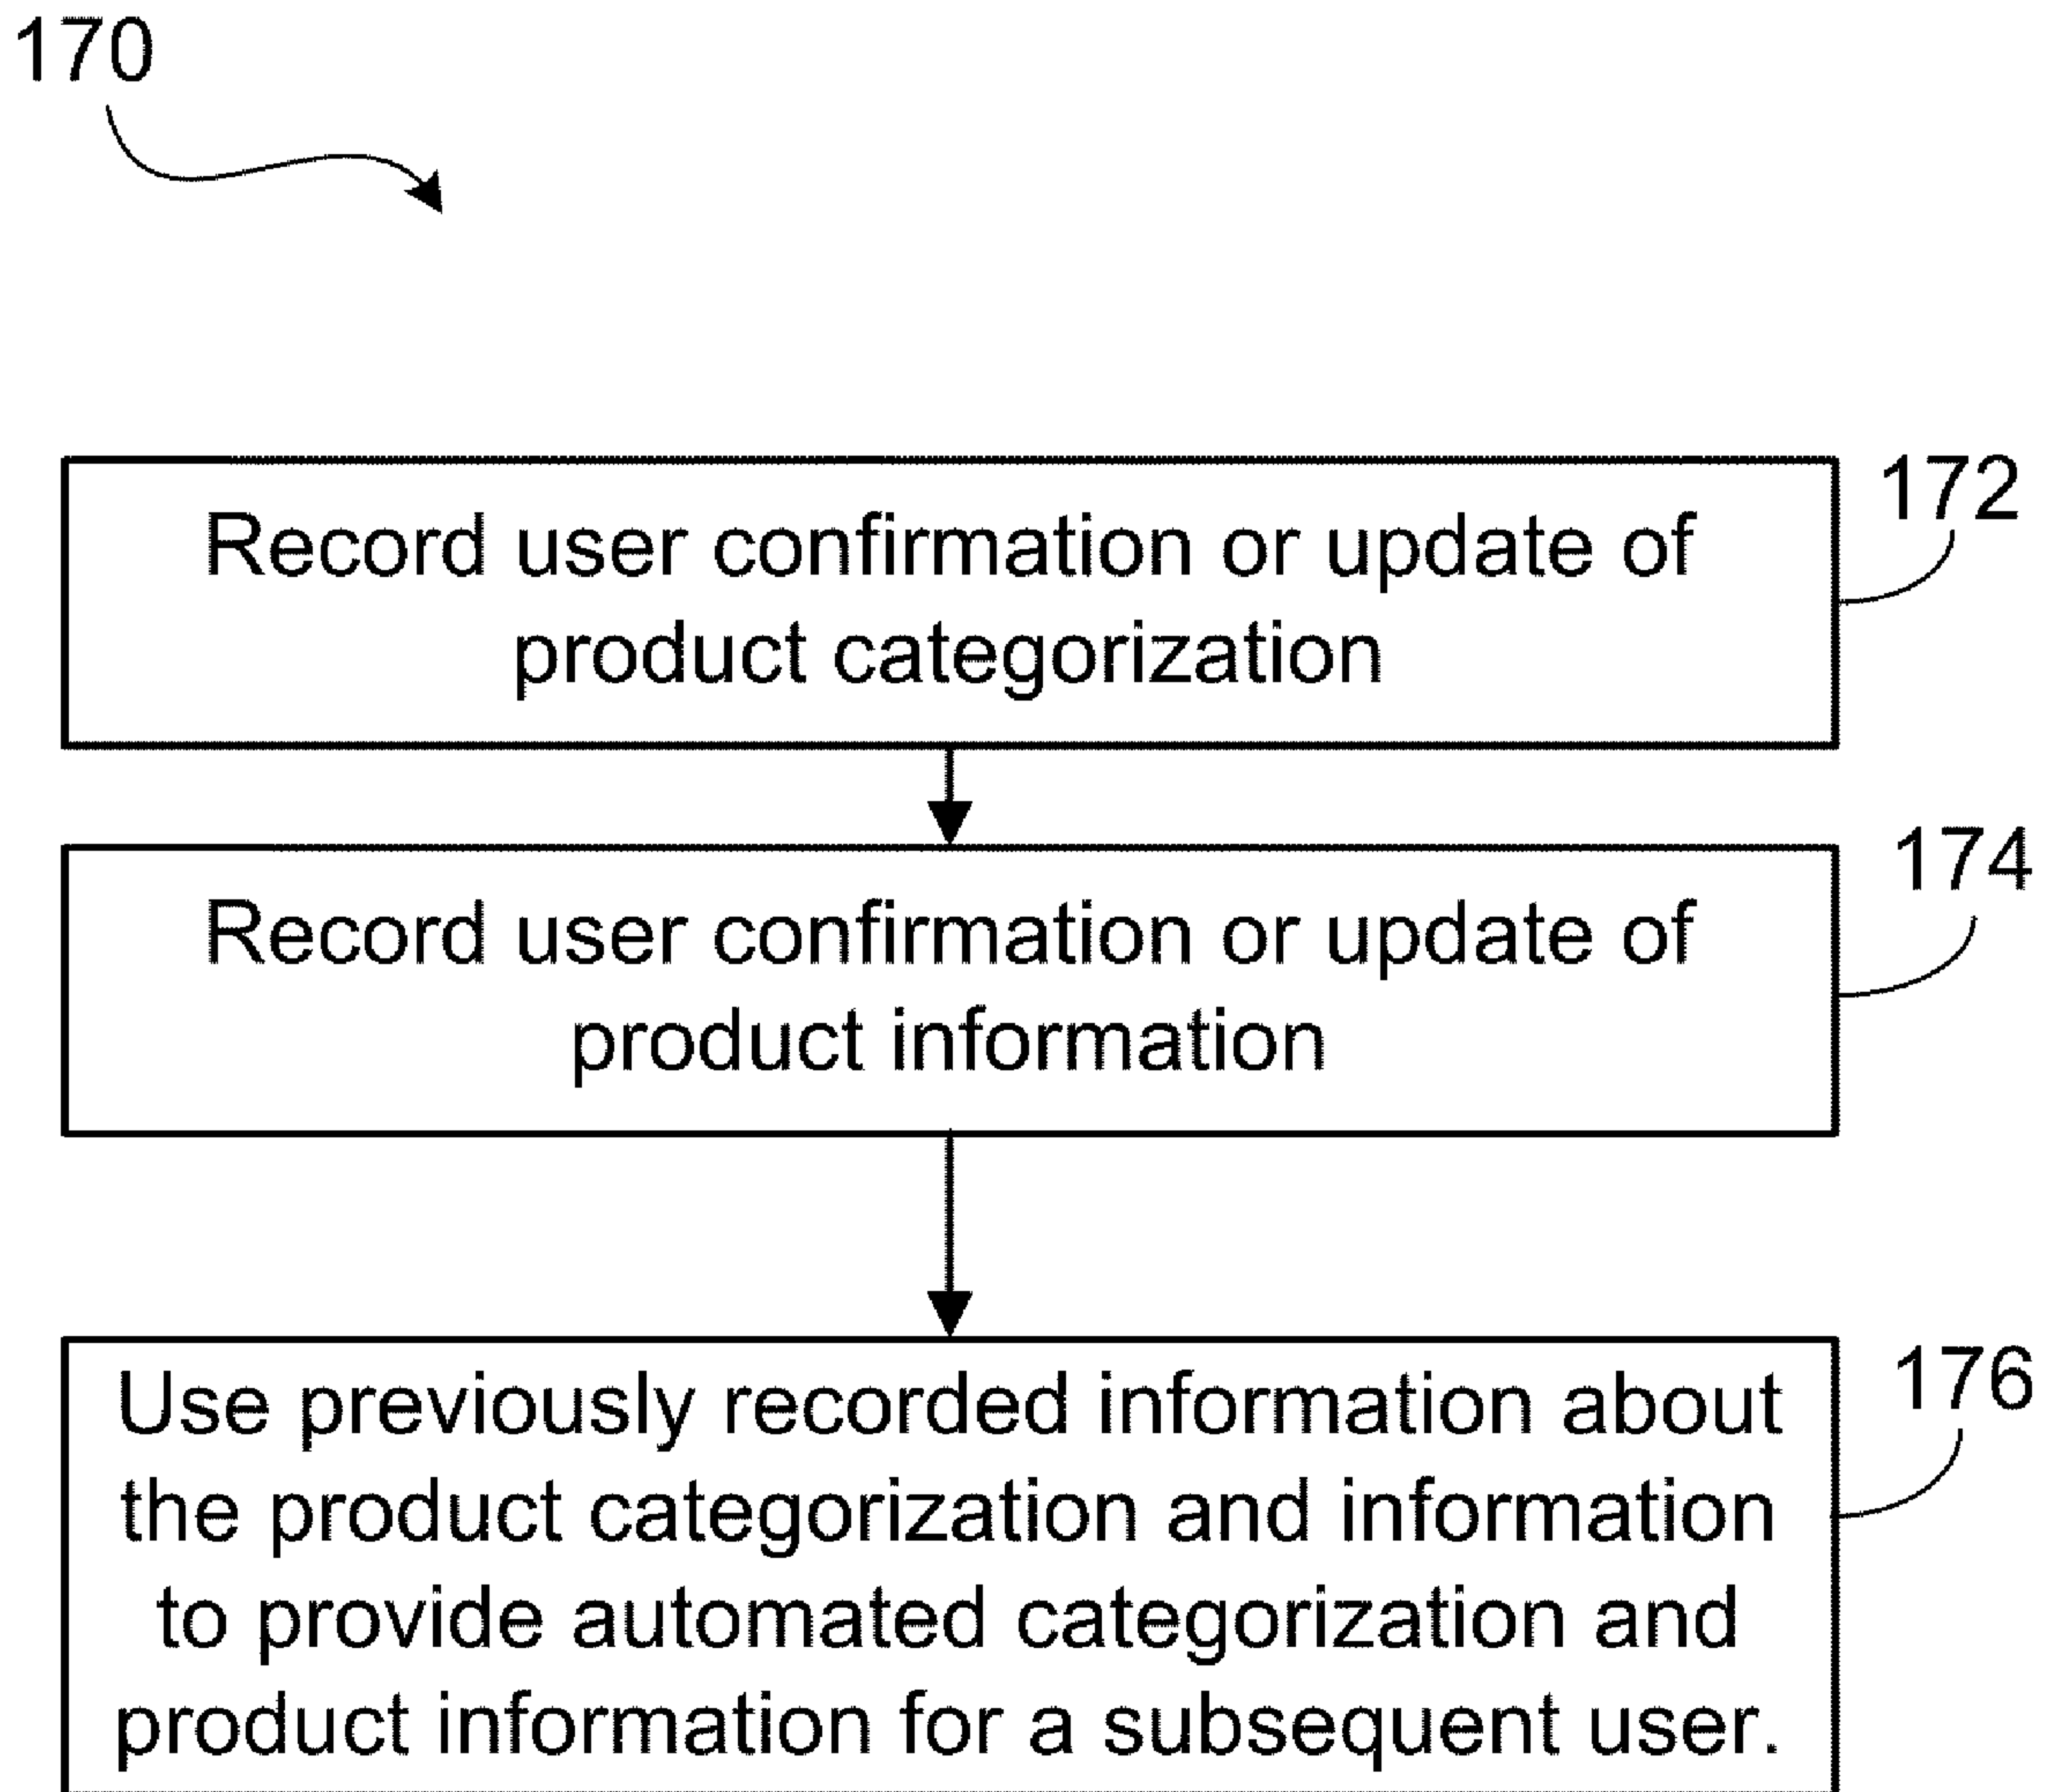 170
172
Record user confirmation or update of
product categorization
174
Record user confirmation or update of
product information
176
Use previously recorded information about
the product categorization and information
to provide automated categorization and
product information for a subsequent user.